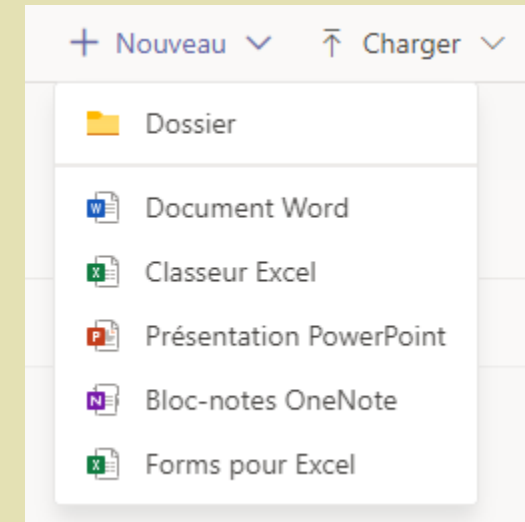 + Nouveau Charger
Dossier
Document Word
Classeur Excel
Présentation PowerPoint
Bloc-notes OneNote
Forms pour Excel